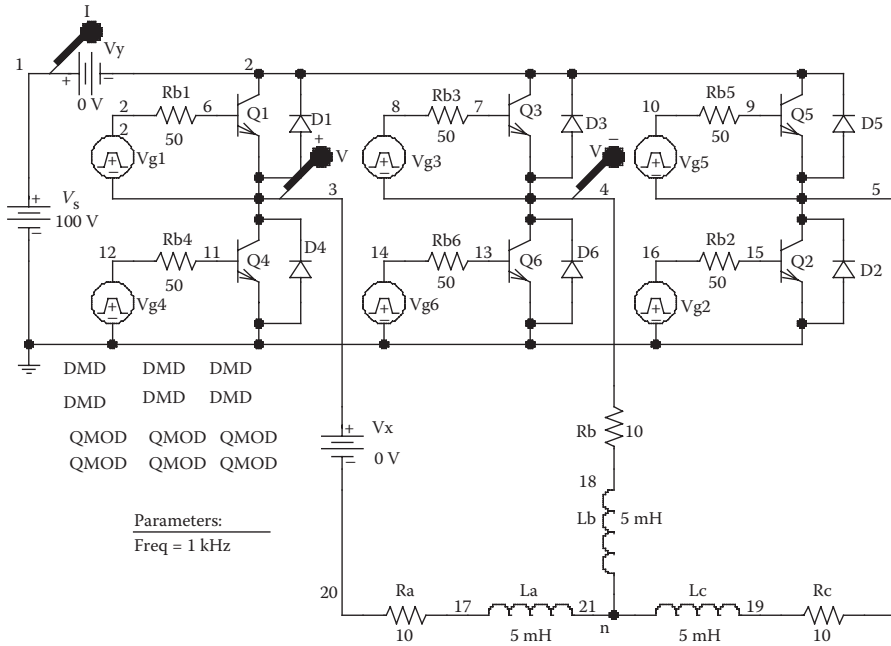 I
Vy
1
2
+
−
0 V
2
Rb1
6
Q1
D1
50
2
+
−
Vg1
+
V
3
8
Rb3
7
Q3
D3
50
+
−
Vg3
−
V
4
10
Rb5
9
Q5
D5
50
+
−
Vg5
5
+
Vs
100 V
−
12
Rb4
11
Q4
D4
50
+
−
Vg4
14
Rb6
13
Q6
D6
50
+
−
Vg6
16
Rb2
15
Q2
D2
50
+
−
Vg2
DMD DMD DMD
DMD DMD DMD
QMOD QMOD QMOD
QMOD QMOD QMOD
+
Vx
−
0 V
Rb
10
18
Lb
5 mH
Parameters:
Freq = 1 kHz
20
Ra
17
La
21
n
Lc
19
Rc
10
5 mH
5 mH
10